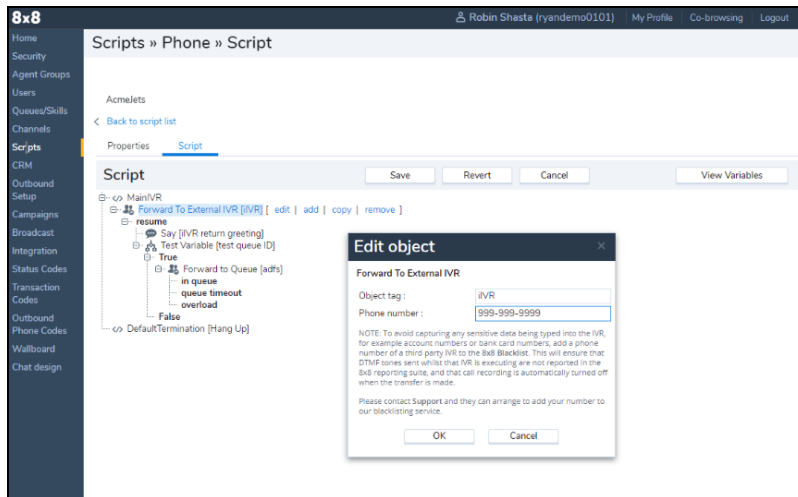 8x8
Robin Shasta (ryandemo0101) | My Profile | Co-browsing | Logout
Home
Security
Agent Groups
Users
Queues/Skills
Channels
Scripts
CRM
Outbound
Setup
Campaigns
Broadcast
Integration
Status Codes
Transaction
Codes
Outbound
Phone Codes
Wallboard
Chat design
Scripts » Phone » Script
AcmeJets
< Back to script list
Properties Script
Script Save Revert Cancel View Variables
</> MainIVR
Forward To External IVR [iIVR] [ edit | add | copy | remove ]
resume
Say [iIVR return greeting]
Test Variable [test queue ID]
True
Forward to Queue [adfs]
in queue
queue timeout
overload
False
</> DefaultTermination [Hang Up]
Edit object ×
Forward To External IVR
Object tag : iIVR
Phone number : 999-999-9999
NOTE: To avoid capturing any sensitive data being typed into the IVR,
for example account numbers or bank card numbers, add a phone
number of a third party IVR to the 8x8 Blacklist. This will ensure that
DTMF tones sent whilst that IVR is executing are not reported in the
8x8 reporting suite, and that call recording is automatically turned off
when the transfer is made.
Please contact Support and they can arrange to add your number to
our blacklisting service.
OK Cancel